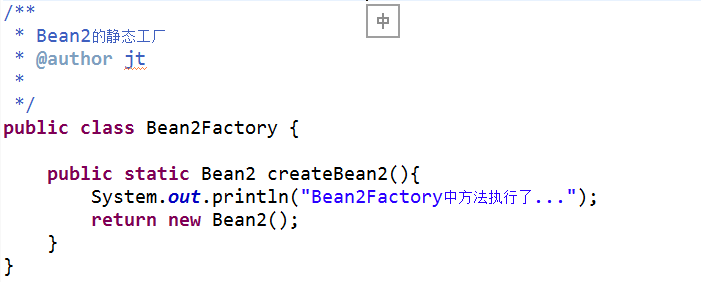 /**
 * Bean2的静态工厂
 * @author jt
 *
 */
中
public class Bean2Factory {
    public static Bean2 createBean2(){
        System.out.println("Bean2Factory中方法执行了...");
        return new Bean2();
    }
}